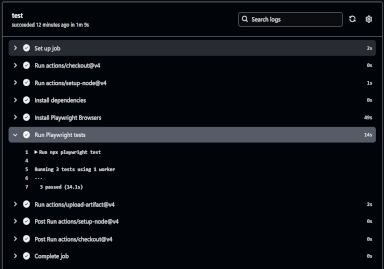 test
succeeded 12 minutes ago in 1m 9s
Search logs
Set up job 2s
Run actions/checkout@v4 0s
Run actions/setup-node@v4 1s
Install dependencies 0s
Install Playwright Browsers 49s
Run Playwright tests 14s
1 ▶Run npx playwright test
4
5 Running 3 tests using 1 worker
6 ---
7 3 passed (14.1s)
Run actions/upload-artifact@v4 3s
Post Run actions/setup-node@v4 0s
Post Run actions/checkout@v4 0s
Complete job 0s